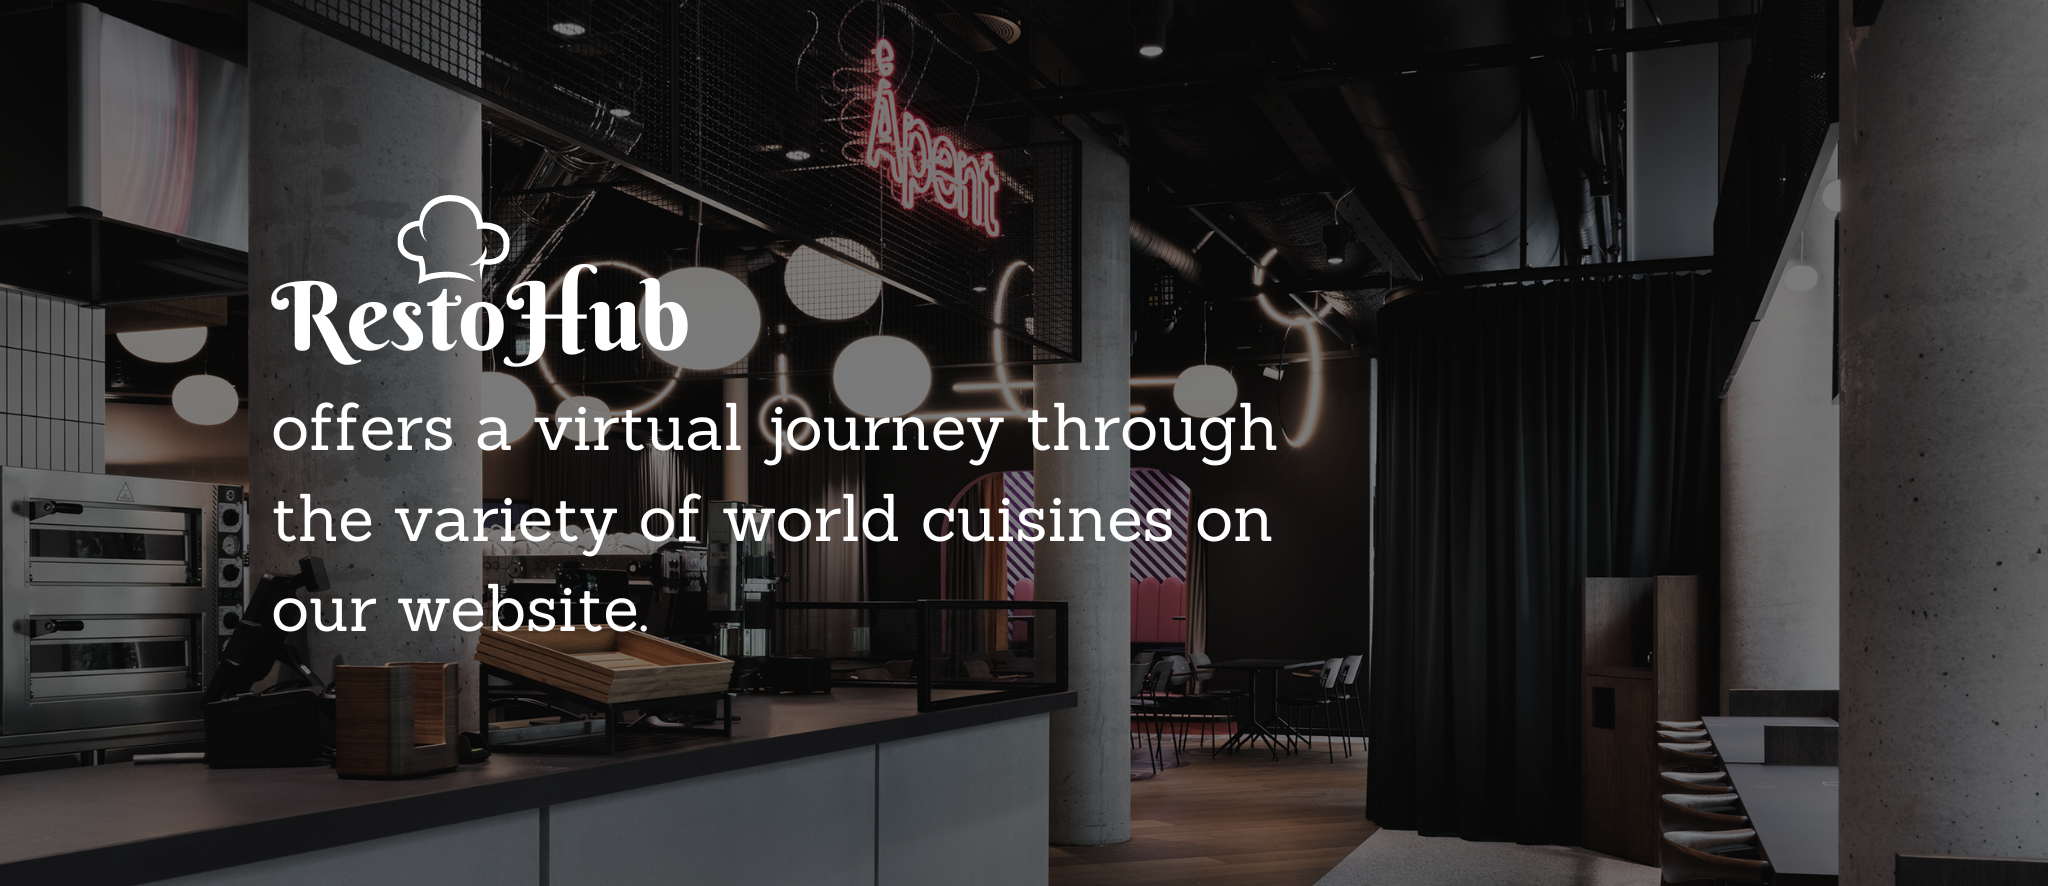 Åpent
RestoHub
offers a virtual journey through
the variety of world cuisines on
our website.